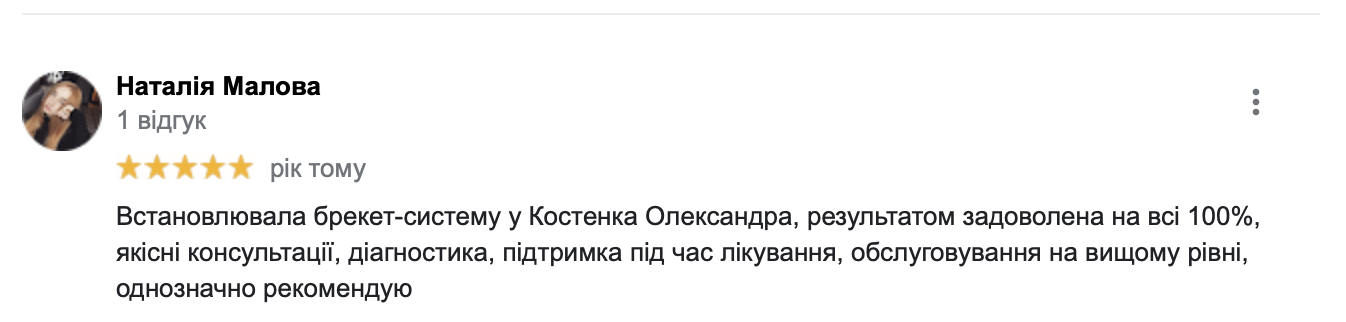 Наталія Малова
1 відгук
рік тому
Встановлювала брекет-систему у Костенка Олександра, результатом задоволена на всі 100%,
якісні консультації, діагностика, підтримка під час лікування, обслуговування на вищому рівні,
однозначно рекомендую